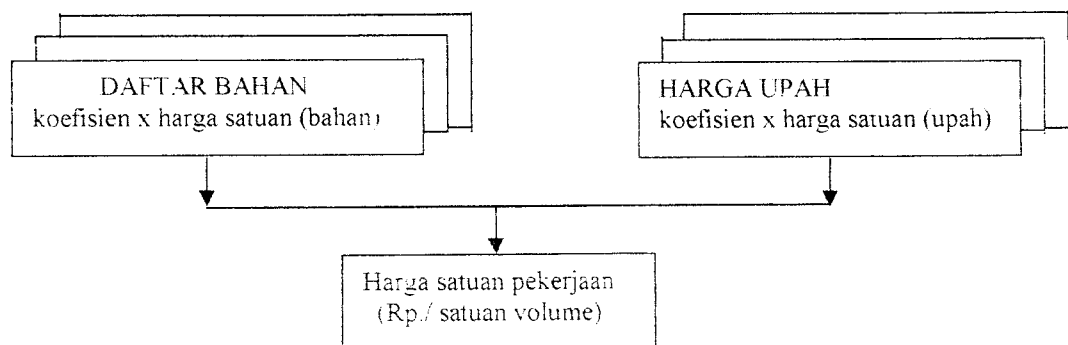 DAFTAR BAHAN
koefisien x harga satuan (bahan)
HARGA UPAH
koefisien x harga satuan (upah)
Harga satuan pekerjaan
(Rp./ satuan volume)